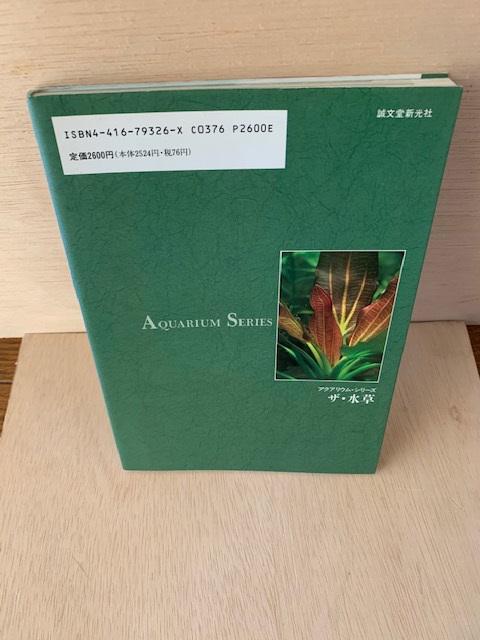 誠文堂新光社
ISBN4-416-79326-X C0376 P2600E
定価2600円(本体2524円・税76円)
AQUARIUM SERIES
アクアリウム・シリーズ
ザ・水草